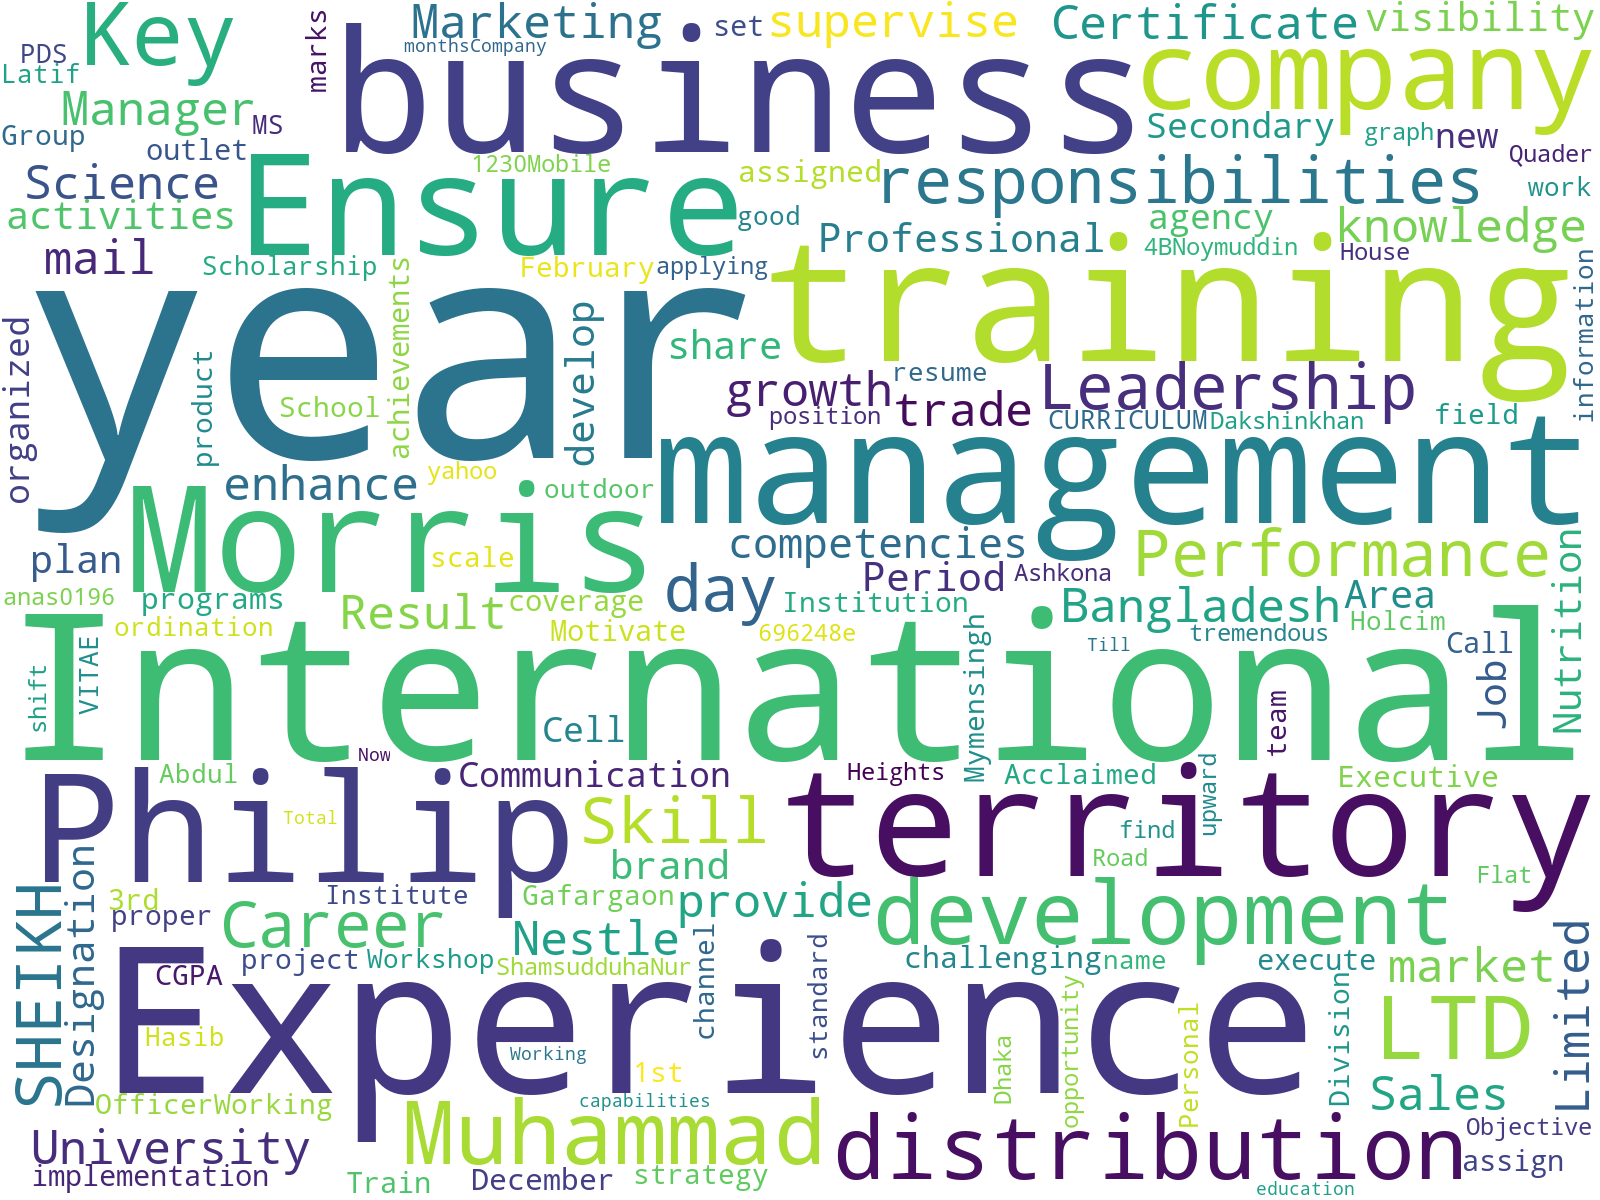 Key
Marketing
set
supervise
Certificate
visibility
PDS
monthsCompany
marks
business
company
Latif
Manager
MS
Secondary
graph
new
Group
outlet
Quader
Science
Ensure
1230Mobile
assigned
responsibilities
work
activities
good
Professional
agency
knowledge
4BNoymuddin
House
mail
Scholarship
achievements
February
applying
training
information
year
organized
product
develop
share
School
growth
resume
Leadership
position
trade
CURRICULUM
Dakshinkhan
field
enhance
yahoo
outdoor
management
Morris
plan
scale
competencies
Performance
Nutrition
anas0196
programs
Result
coverage
day
Period
Ashkona
Institution
Bangladesh
Area
ordination
Motivate
696248e
Mymensingh
tremendous
Holcim
Call
International
Till
shift
VITAE
Cell
team
Job
Now
Abdul
Communication
Heights
Acclaimed
upward
Executive
Philip
Total
Skill
territory
find
brand
Road
Flat
SHEIKH
Designation
3rd
proper
Institute
Gafargaon
provide
development
Career
Nestle
CGPA
project
Workshop
ShamsudduhaNur
channel
standard
challenging
name
execute
market
Limited
Experience
Hasib
Working
1st
Dhaka
opportunity
Personal
Division
LTD
OfficerWorking
capabilities
Sales
University
Muhammad
distribution
Objective
implementation
Train
December
strategy
assign
education